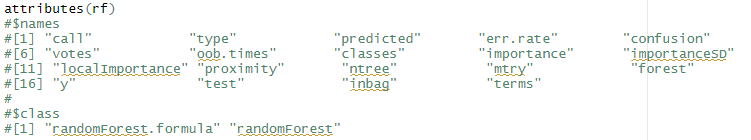 attributes(rf)
#$names
#[1] "call" "type" "predicted" "err.rate" "confusion"
#[6] "votes" "oob.times" "classes" "importance" "importanceSD"
#[11] "localImportance" "proximity" "ntree" "mtry" "forest"
#[16] "y" "test" "inbag" "terms"
#
#$class
#[1] "randomForest.formula" "randomForest"